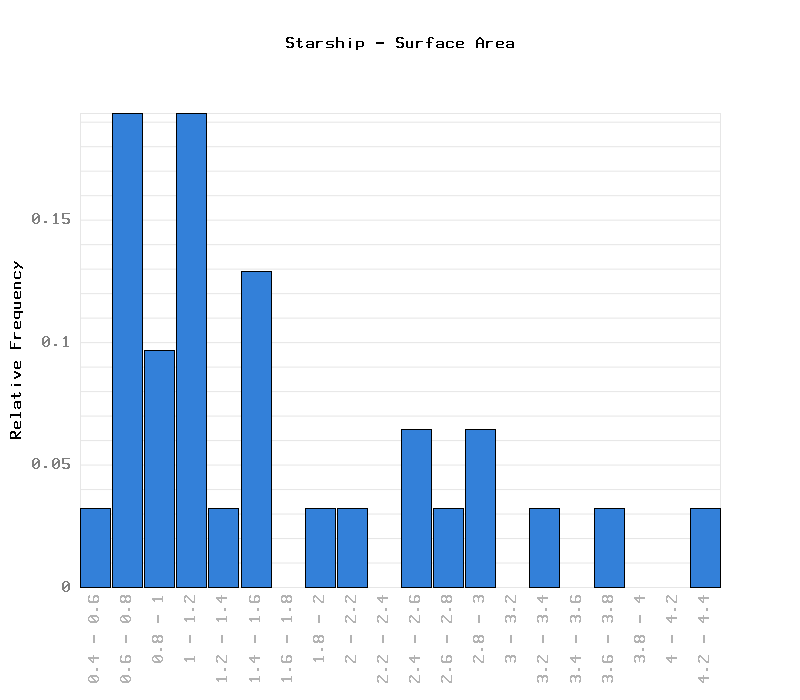 Starship - Surface Area
Relative Frequency
0.15
0.1
0.05
0
0.4 - 0.6
0.6 - 0.8
0.8 - 1
1 - 1.2
1.2 - 1.4
1.4 - 1.6
1.6 - 1.8
1.8 - 2
2 - 2.2
2.2 - 2.4
2.4 - 2.6
2.6 - 2.8
2.8 - 3
3 - 3.2
3.2 - 3.4
3.4 - 3.6
3.6 - 3.8
3.8 - 4
4 - 4.2
4.2 - 4.4